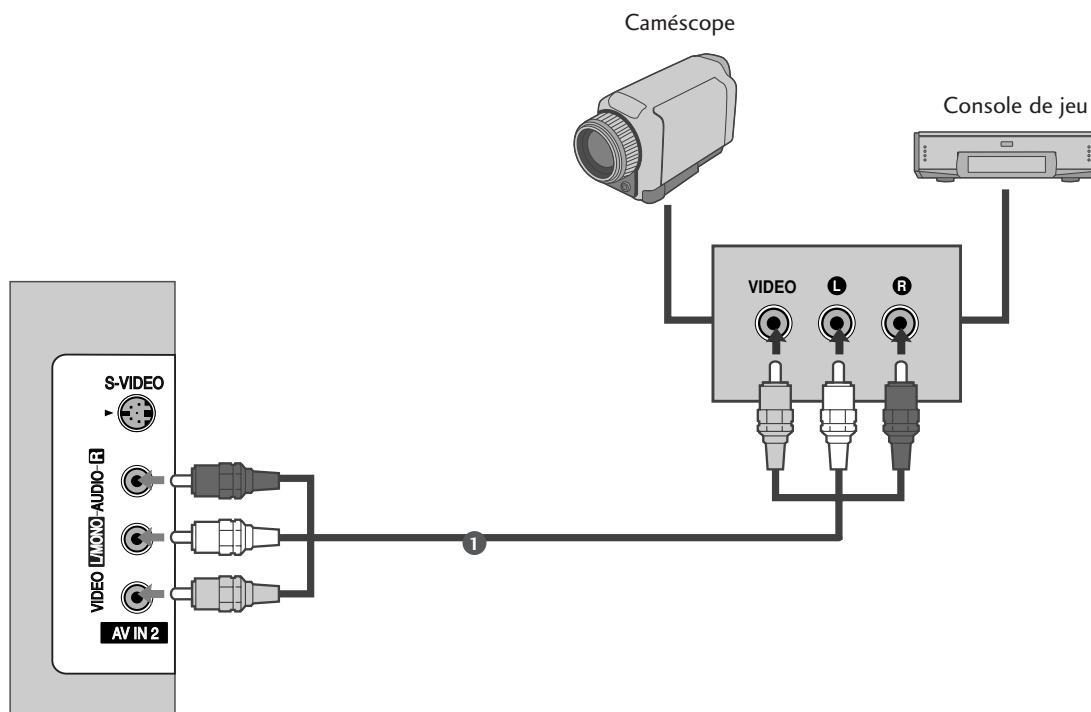 Caméscope
Console de jeu
VIDEO L R
S-VIDEO
VIDEO L/MONO-AUDIO-R
1
AV IN 2